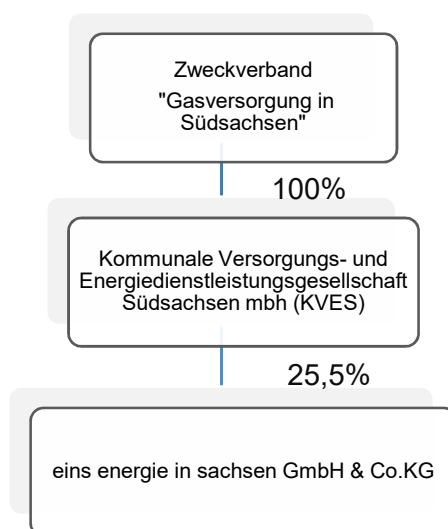 Zweckverband
"Gasversorgung in
Südsachsen"
100%
Kommunale Versorgungs- und
Energiedienstleistungsgesellschaft
Südsachsen mbh (KVES)
25,5%
eins energie in sachsen GmbH & Co.KG